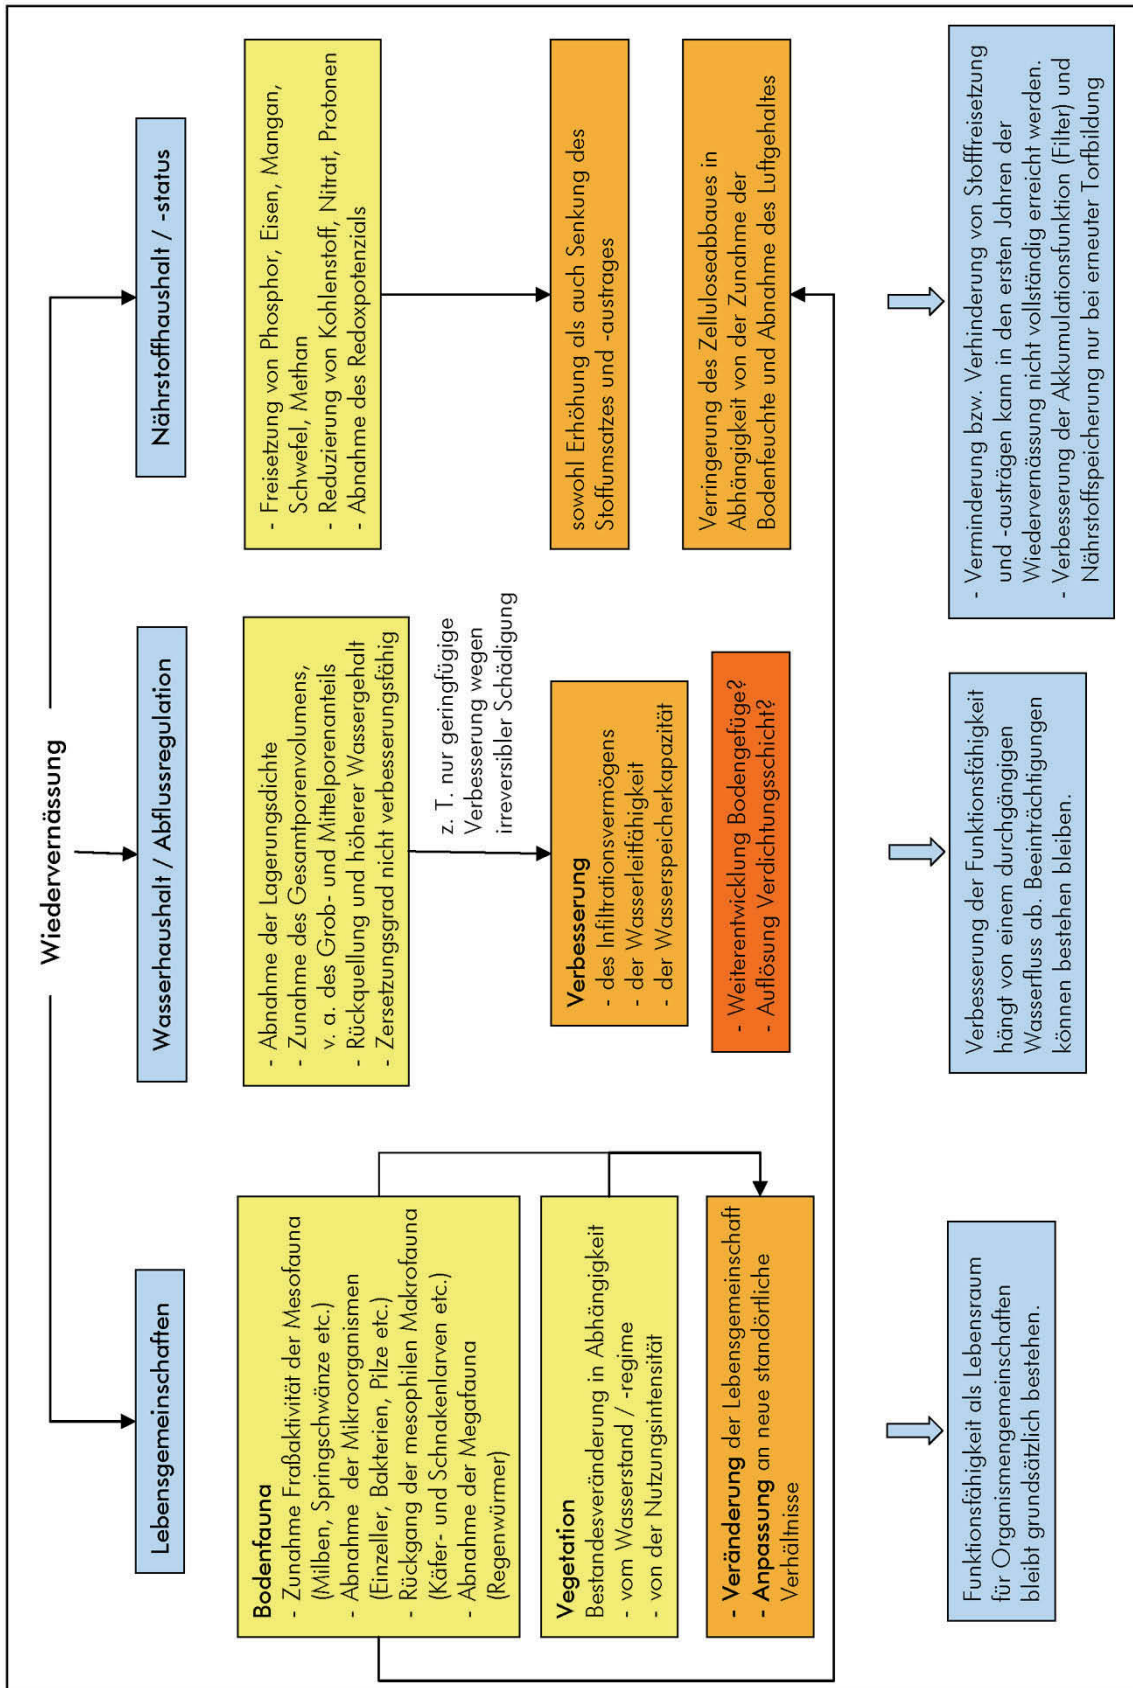 Wiedervernässung
Lebensgemeinschaften
Bodenfauna
- Zunahme Fraßaktivität der Mesofauna
(Milben, Springschwänze etc.)
- Abnahme der Mikroorganismen
(Einzeller, Bakterien, Pilze etc.)
- Rückgang der mesophilen Makrofauna
(Käfer- und Schnakenlarven etc.)
- Abnahme der Megafauna
(Regenwürmer)
Vegetation
Bestandesveränderung in Abhängigkeit
- vom Wasserstand / -regime
- von der Nutzungsintensität
- Veränderung der Lebensgemeinschaft
- Anpassung an neue standörtliche
Verhältnisse
Funktionsfähigkeit als Lebensraum
für Organismengemeinschaften
bleibt grundsätzlich bestehen.
Wasserhaushalt / Abflussregulation
- Abnahme der Lagerungsdichte
- Zunahme des Gesamtporenvolumens,
v. a. des Grob- und Mittelporenanteils
- Rückquellung und höherer Wassergehalt
- Zersetzungsgrad nicht verbesserungsfähig
z. T. nur geringfügige
Verbesserung wegen
irreversibler Schädigung
Verbesserung
- des Infiltrationsvermögens
- der Wasserleitfähigkeit
- der Wasserspeicherkapazität
- Weiterentwicklung Bodengefüge?
- Auflösung Verdichtungsschicht?
Verbesserung der Funktionsfähigkeit
hängt von einem durchgängigen
Wasserfluss ab. Beeinträchtigungen
können bestehen bleiben.
Nährstoffhaushalt / -status
- Freisetzung von Phosphor, Eisen, Mangan,
Schwefel, Methan
- Reduzierung von Kohlenstoff, Nitrat, Protonen
- Abnahme des Redoxpotenzials
sowohl Erhöhung als auch Senkung des
Stoffumsatzes und -austrages
Verringerung des Zelluloseabbaues in
Abhängigkeit von der Zunahme der
Bodenfeuchte und Abnahme des Luftgehaltes
- Verminderung bzw. Verhinderung von Stofffreisetzung
und -austrägen kann in den ersten Jahren der
Wiedervernässung nicht vollständig erreicht werden.
- Verbesserung der Akkumulationsfunktion (Filter) und
Nährstoffspeicherung nur bei erneuter Torfbildung